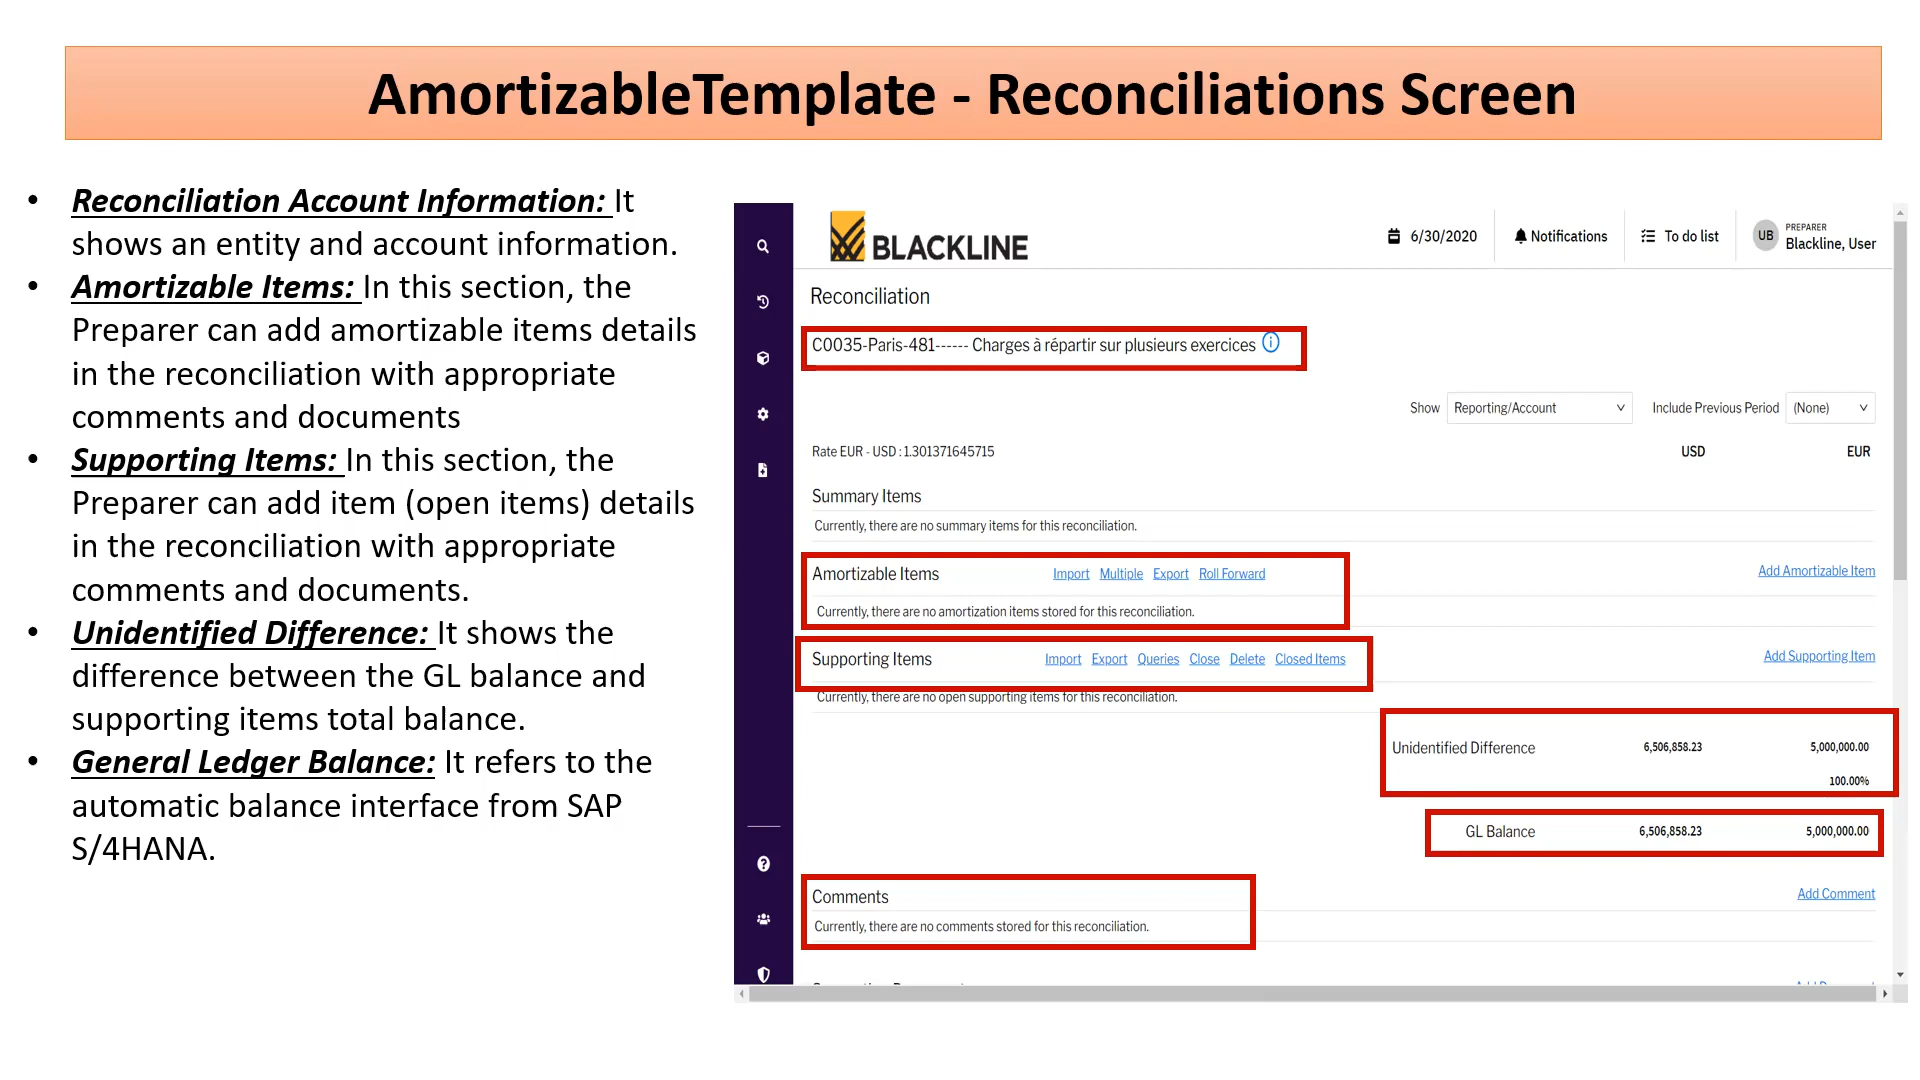 AmortizableTemplate - Reconciliations Screen
• Reconciliation Account Information: It
shows an entity and account information.
• Amortizable Items: In this section, the
Preparer can add amortizable items details
in the reconciliation with appropriate
comments and documents
• Supporting Items: In this section, the
Preparer can add item (open items) details
in the reconciliation with appropriate
comments and documents.
• Unidentified Difference: It shows the
difference between the GL balance and
supporting items total balance.
• General Ledger Balance: It refers to the
automatic balance interface from SAP
S/4HANA.
BLACKLINE
6/30/2020
Notifications
To do list
UB
PREPARER
Blackline, User
Reconciliation
C0035-Paris-481------ Charges à répartir sur plusieurs exercices
Show Reporting/Account Include Previous Period (None)
Rate EUR - USD : 1.301371645715 USD EUR
Summary Items
Currently, there are no summary items for this reconciliation.
Amortizable Items Import Multiple Export Roll Forward Add Amortizable Item
Currently, there are no amortization items stored for this reconciliation.
Supporting Items Import Export Queries Close Delete Closed Items Add Supporting Item
Currently, there are no open supporting items for this reconciliation.
Unidentified Difference 6,506,858.23 5,000,000.00
100.00%
GL Balance 6,506,858.23 5,000,000.00
Comments Add Comment
Currently, there are no comments stored for this reconciliation.